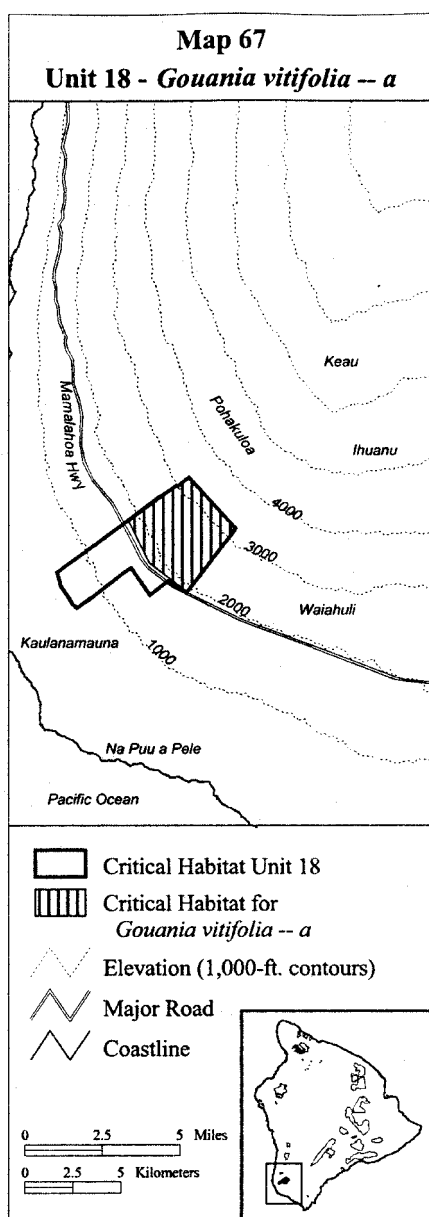 Map 67
Unit 18 - Gouania vitifolia -- a
Keau
Pohakuloa
Mamalahoa Hwy
Ihuanu
4000
3000
2000
Waiahuli
Kaulanamauna
1000
Na Puu a Pele
Pacific Ocean
Critical Habitat Unit 18
Critical Habitat for
Gouania vitifolia -- a
Elevation (1,000-ft. contours)
Major Road
Coastline
0 2.5 5 Miles
0 2.5 5 Kilometers